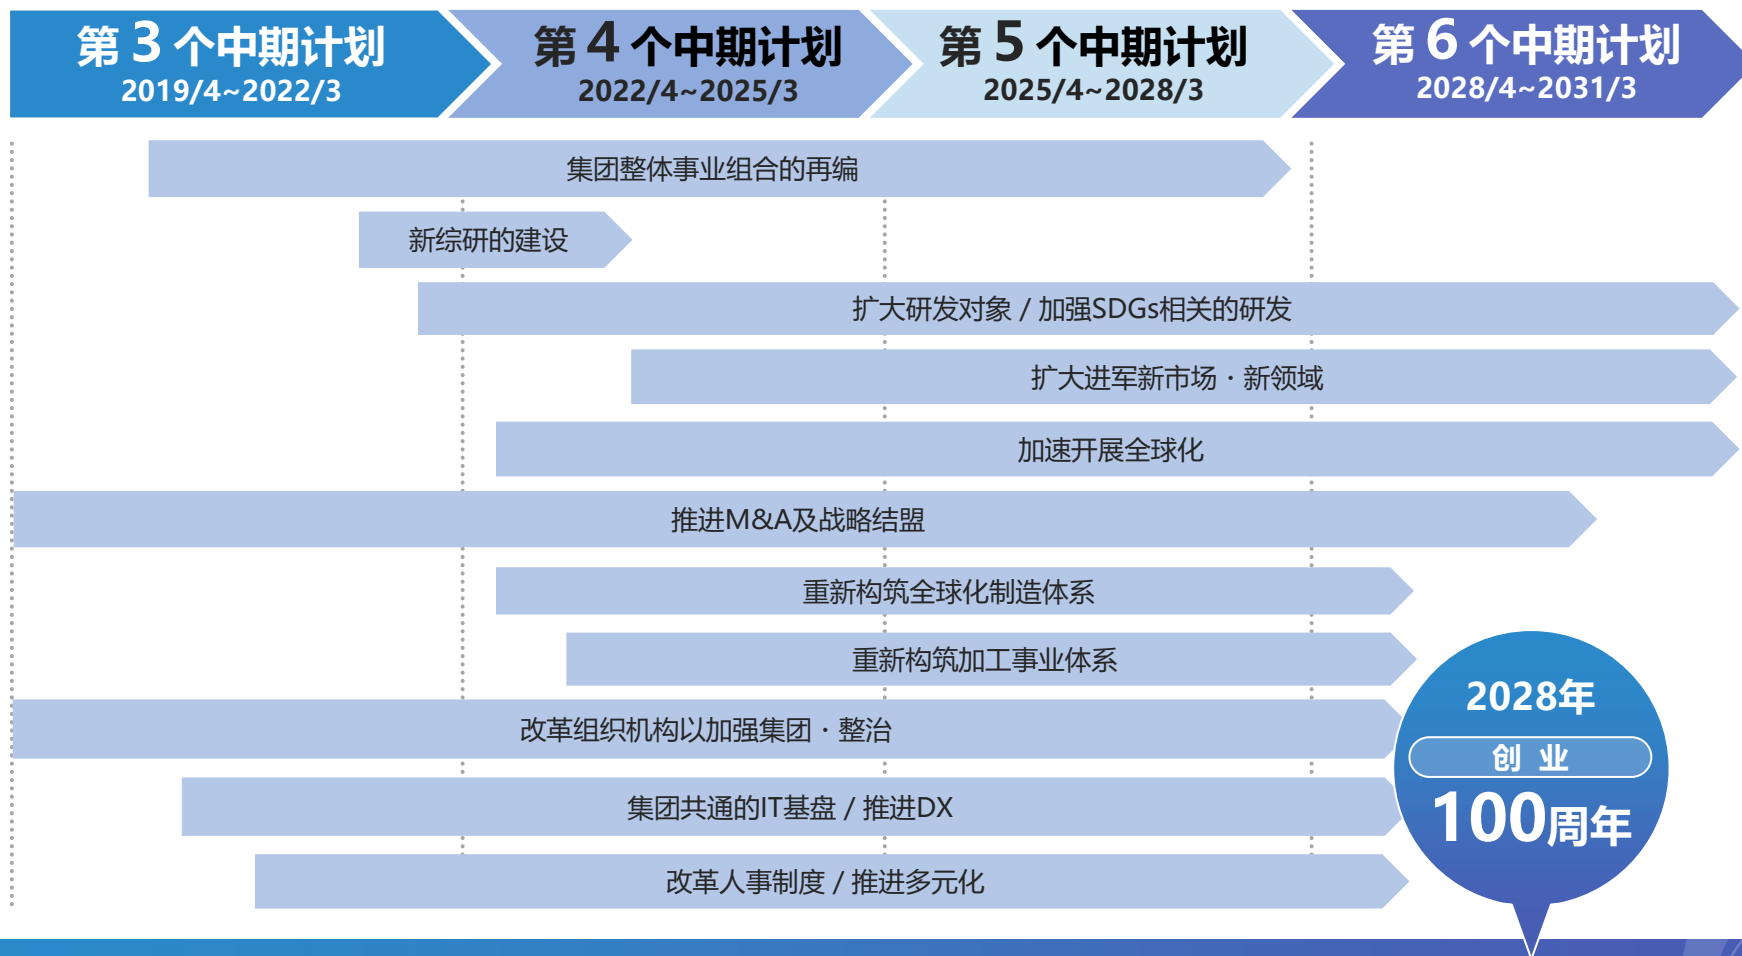 第3个中期计划
2019/4~2022/3
第4个中期计划
2022/4~2025/3
第5个中期计划
2025/4~2028/3
第6个中期计划
2028/4~2031/3
集团整体事业组合的再编
新综研的建设
扩大研发对象 / 加强SDGs相关的研发
扩大进军新市场・新领域
加速开展全球化
推进M&A及战略结盟
重新构筑全球化制造体系
重新构筑加工事业体系
改革组织机构以加强集团・整治
集团共通的IT基盘 / 推进DX
改革人事制度 / 推进多元化
2028年
创 业
100周年